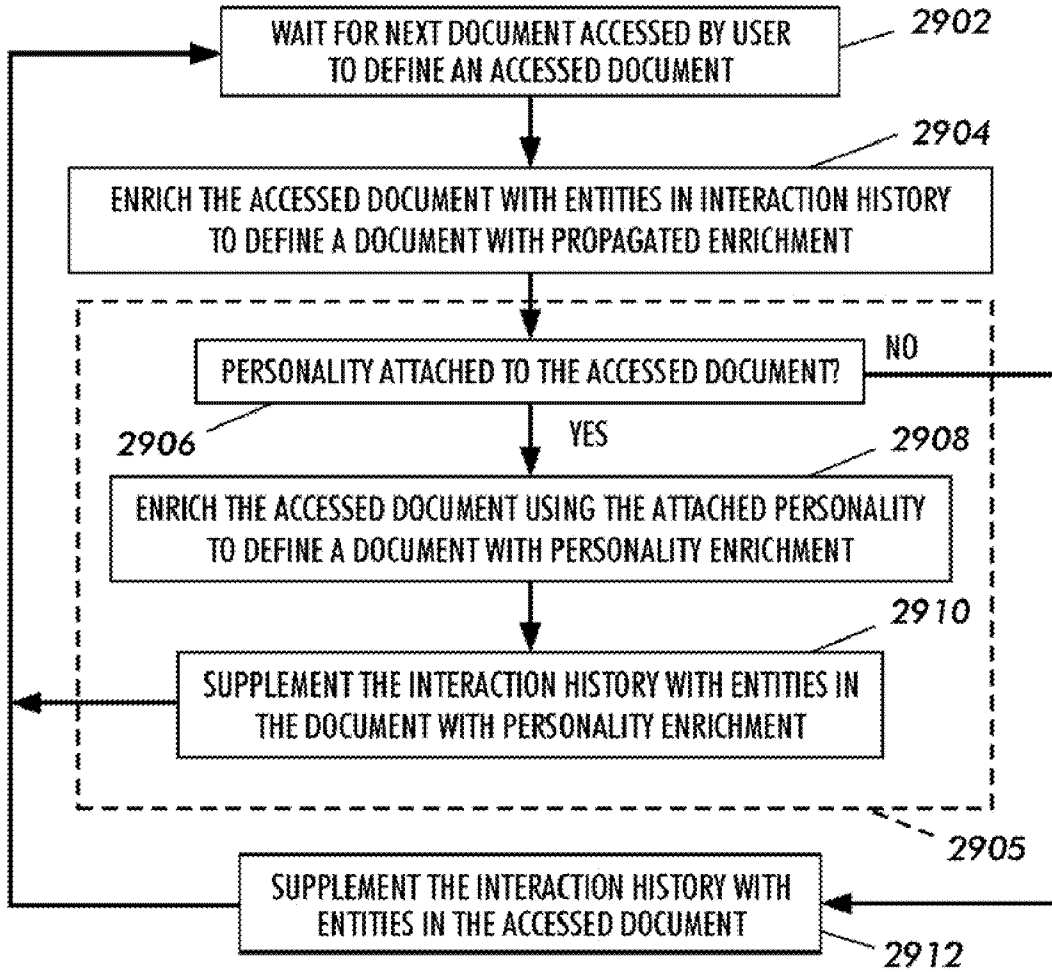 WAIT FOR NEXT DOCUMENT ACCESSED BY USER
TO DEFINE AN ACCESSED DOCUMENT
2902
2904
ENRICH THE ACCESSED DOCUMENT WITH ENTITIES IN INTERACTION HISTORY
TO DEFINE A DOCUMENT WITH PROPAGATED ENRICHMENT
PERSONALITY ATTACHED TO THE ACCESSED DOCUMENT?
NO
2906
YES
2908
ENRICH THE ACCESSED DOCUMENT USING THE ATTACHED PERSONALITY
TO DEFINE A DOCUMENT WITH PERSONALITY ENRICHMENT
2910
SUPPLEMENT THE INTERACTION HISTORY WITH ENTITIES IN
THE DOCUMENT WITH PERSONALITY ENRICHMENT
2905
SUPPLEMENT THE INTERACTION HISTORY WITH
ENTITIES IN THE ACCESSED DOCUMENT
2912